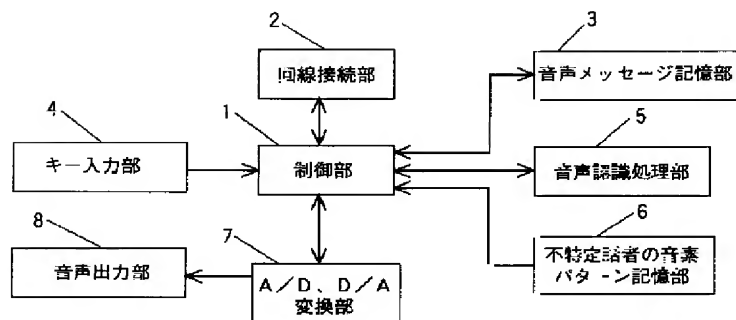 2
回線接続部
3
音声メッセージ記憶部
4
キー入力部
1
制御部
5
音声認識処理部
8
音声出力部
7
A/D、D/A
変換部
6
不特定話者の音素
パターン記憶部